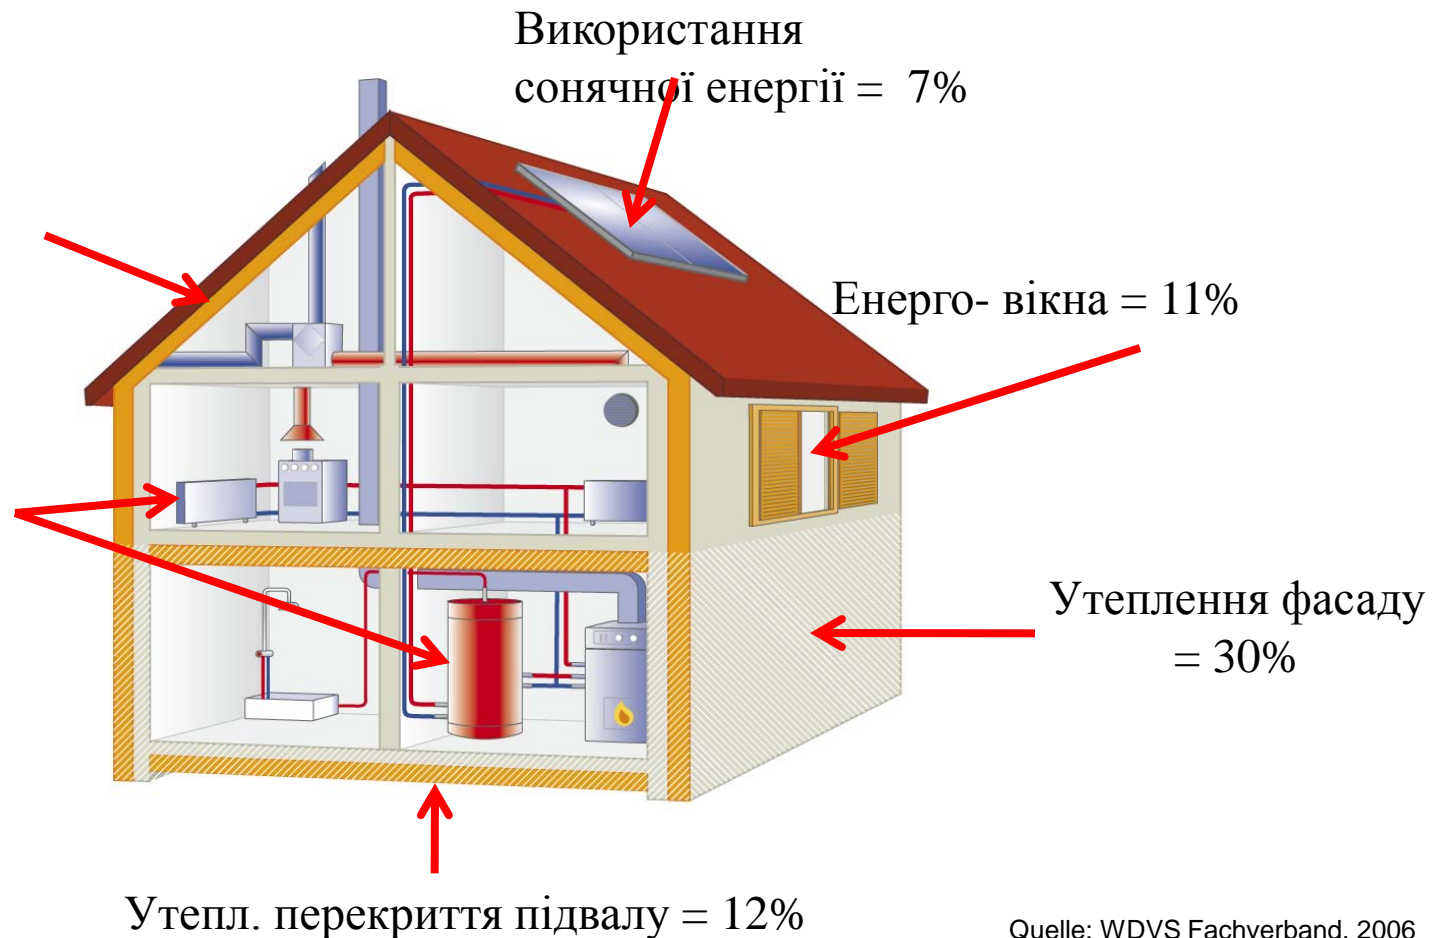 Використання
сонячної енергії = 7%
Енерго- вікна = 11%
Утеплення фасаду
= 30%
Утепл. перекриття підвалу = 12%
Quelle: WDVS Fachverband, 2006